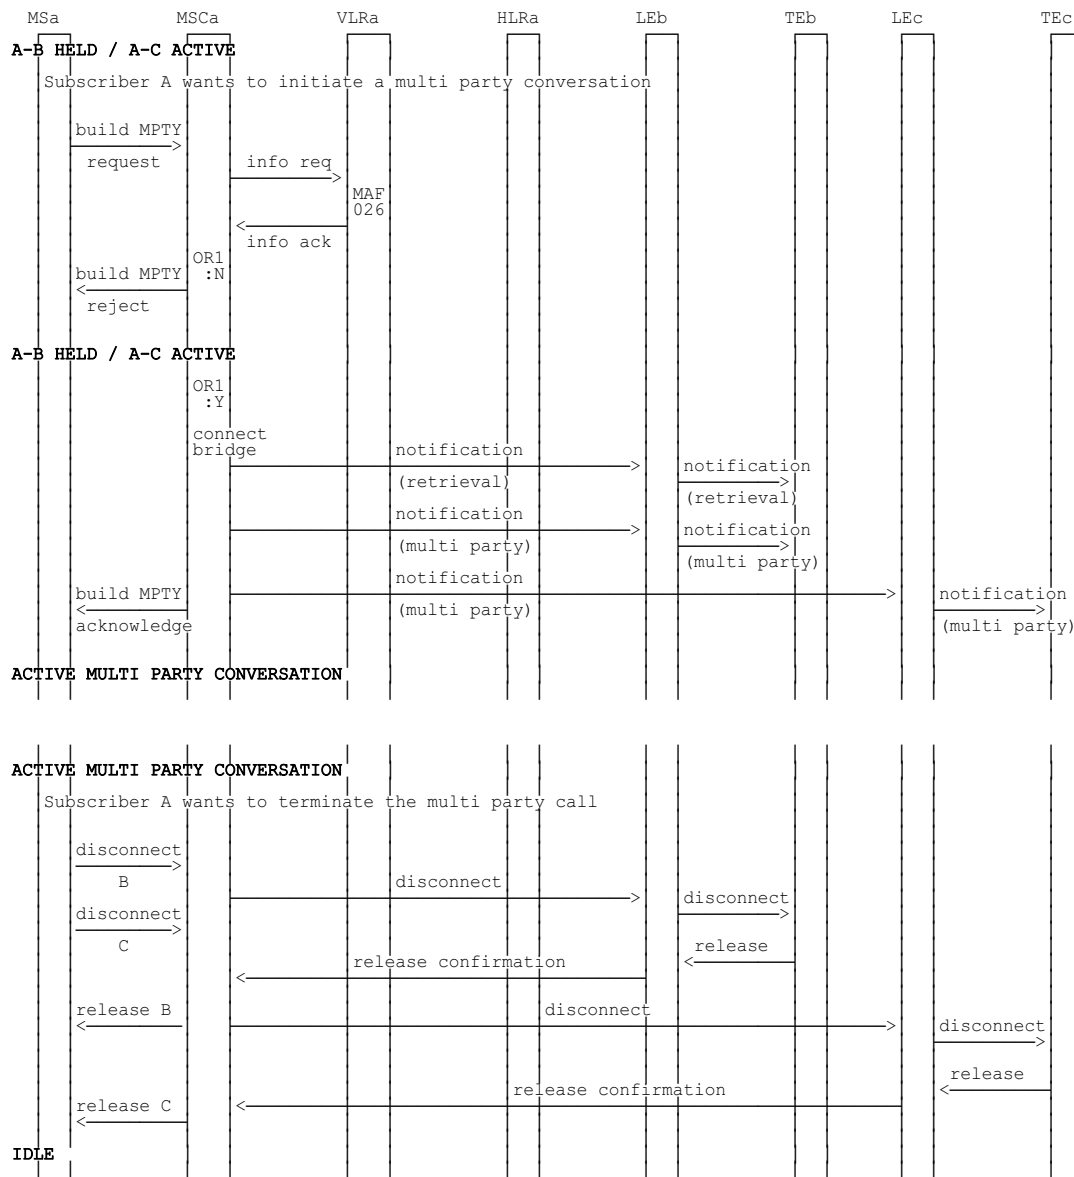 MSa MSCa VLRa HLRa LEb TEb LEc TEc
A-B HELD / A-C ACTIVE
Subscriber A wants to initiate a multi party conversation
build MPTY
request info req
MAF
026
info ack
OR1
build MPTY :N
reject
A-B HELD / A-C ACTIVE
OR1
:Y
connect
bridge notification
notification
(retrieval)
(retrieval)
notification
notification
(multi party)
(multi party)
notification
build MPTY notification
(multi party)
acknowledge (multi party)
ACTIVE MULTI PARTY CONVERSATION
ACTIVE MULTI PARTY CONVERSATION
Subscriber A wants to terminate the multi party call
disconnect
B disconnect
disconnect
disconnect
C release
release confirmation
release B disconnect
disconnect
release
release confirmation
release C
IDLE